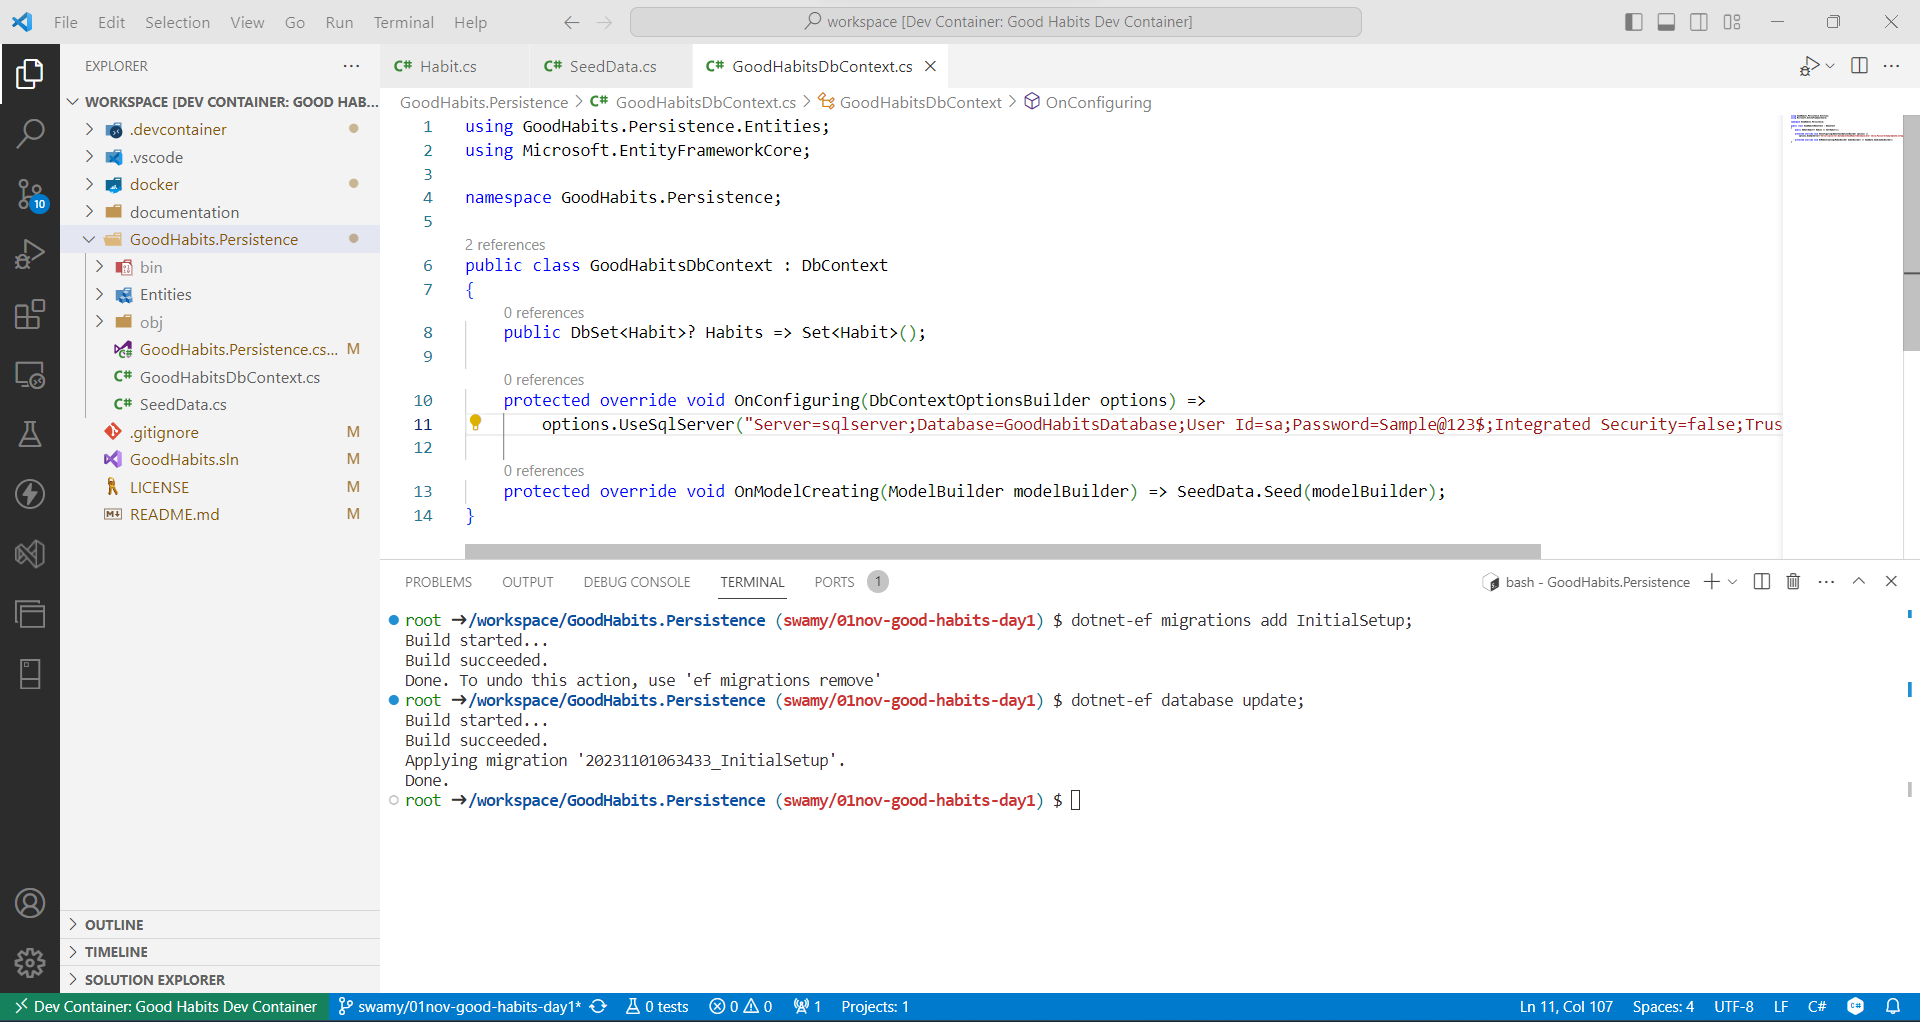 File Edit Selection View Go Run Terminal Help
workspace [Dev Container: Good Habits Dev Container]
EXPLORER
WORKSPACE [DEV CONTAINER: GOOD HAB...
.devcontainer
.vscode
docker
documentation
GoodHabits.Persistence
bin
Entities
obj
GoodHabits.Persistence.cs... M
C# GoodHabitsDbContext.cs
C# SeedData.cs
.gitignore M
GoodHabits.sln M
LICENSE M
README.md M
OUTLINE
TIMELINE
SOLUTION EXPLORER
10
C# Habit.cs C# SeedData.cs C# GoodHabitsDbContext.cs
GoodHabits.Persistence > C# GoodHabitsDbContext.cs > GoodHabitsDbContext > OnConfiguring
1 using GoodHabits.Persistence.Entities;
2 using Microsoft.EntityFrameworkCore;
3
4 namespace GoodHabits.Persistence;
5
2 references
6 public class GoodHabitsDbContext : DbContext
7 {
0 references
8 public DbSet<Habit>? Habits => Set<Habit>();
9
0 references
10 protected override void OnConfiguring(DbContextOptionsBuilder options) =>
11 options.UseSqlServer("Server=sqlserver;Database=GoodHabitsDatabase;User Id=sa;Password=Sample@123$;Integrated Security=false;Trus
12
0 references
13 protected override void OnModelCreating(ModelBuilder modelBuilder) => SeedData.Seed(modelBuilder);
14 }
PROBLEMS OUTPUT DEBUG CONSOLE TERMINAL PORTS 1
bash - GoodHabits.Persistence
root ➜/workspace/GoodHabits.Persistence (swamy/01nov-good-habits-day1) $ dotnet-ef migrations add InitialSetup;
Build started...
Build succeeded.
Done. To undo this action, use 'ef migrations remove'
root ➜/workspace/GoodHabits.Persistence (swamy/01nov-good-habits-day1) $ dotnet-ef database update;
Build started...
Build succeeded.
Applying migration '20231101063433_InitialSetup'.
Done.
root ➜/workspace/GoodHabits.Persistence (swamy/01nov-good-habits-day1) $
Dev Container: Good Habits Dev Container swamy/01nov-good-habits-day1* 0 tests 0 0 1 Projects: 1 Ln 11, Col 107 Spaces: 4 UTF-8 LF C#